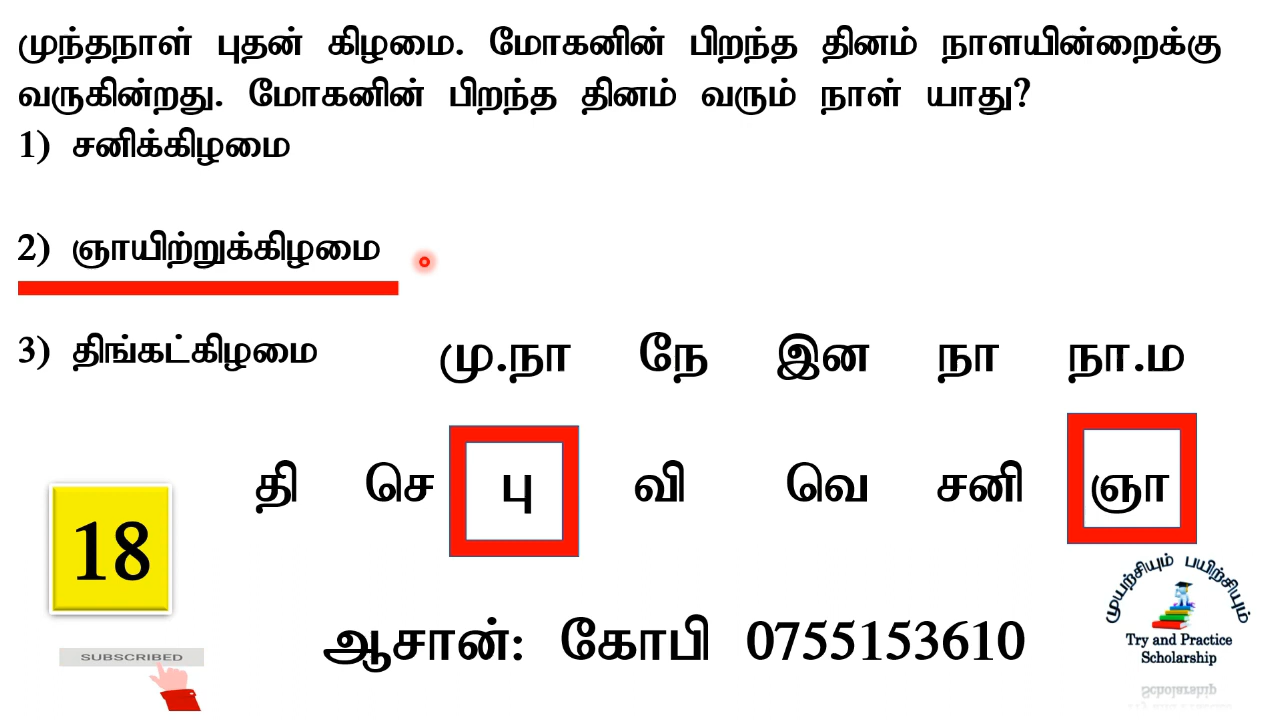 முந்தநாள் புதன் கிழமை. மோகனின் பிறந்த தினம் நாளயின்றைக்கு
வருகின்றது. மோகனின் பிறந்த தினம் வரும் நாள் யாது?
1) சனிக்கிழமை
2) ஞாயிற்றுக்கிழமை
3) திங்கட்கிழமை
மு.நா நே இன நா நா.ம
தி செ பு வி வெ சனி ஞா
18
ஆசான்: கோபி 0755153610
SUBSCRIBED
முயற்சியும் பயிற்சியும்
Try and Practice
Scholarship